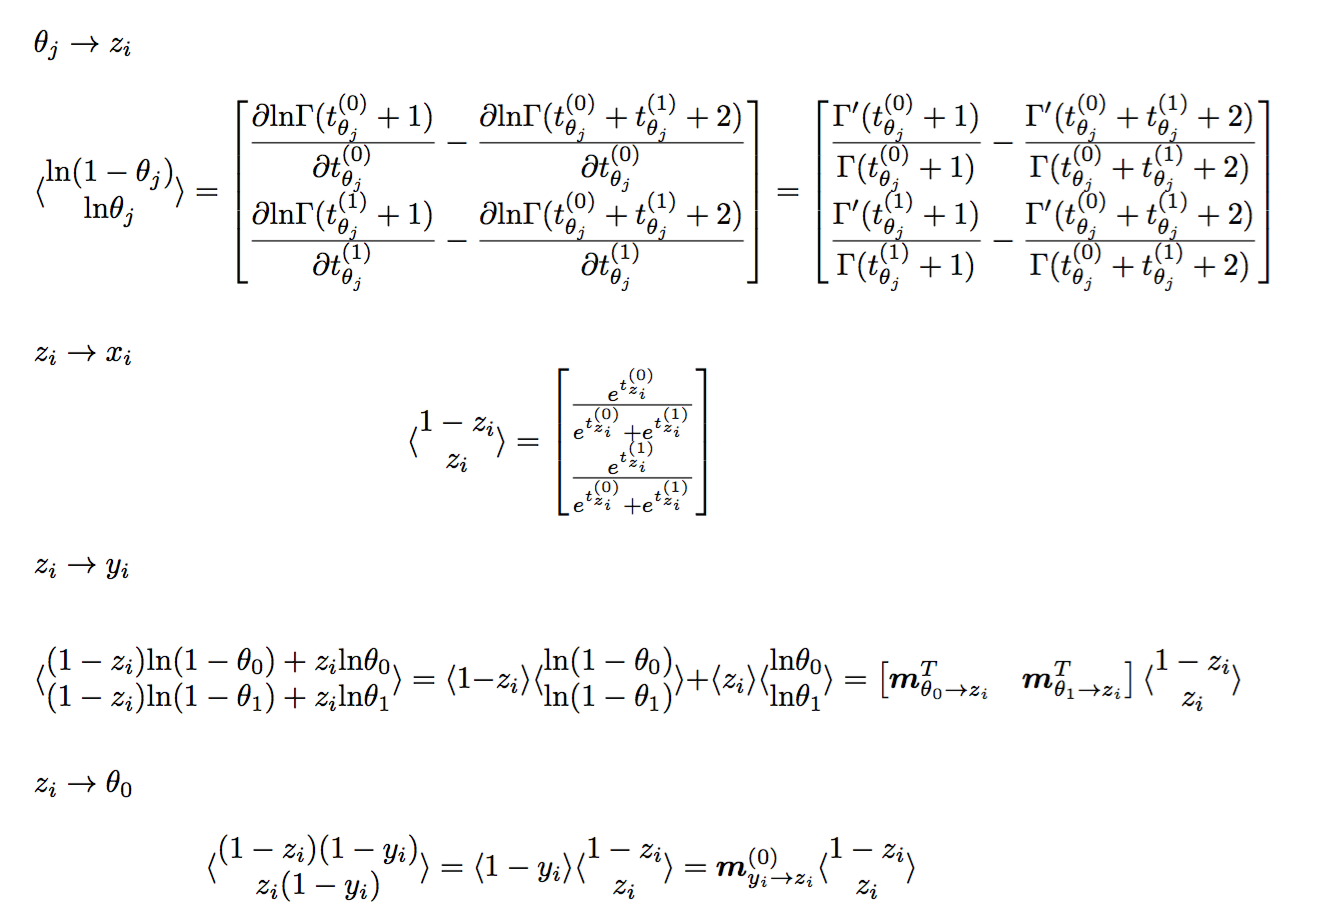 θ_j → z_i
⟨ln(1 − θ_j) lnθ_j⟩ = [∂lnΓ(t_{θ_j}^{(0)} + 1)/∂t_{θ_j}^{(0)} − ∂lnΓ(t_{θ_j}^{(0)} + t_{θ_j}^{(1)} + 2)/∂t_{θ_j}^{(0)} ; ∂lnΓ(t_{θ_j}^{(1)} + 1)/∂t_{θ_j}^{(1)} − ∂lnΓ(t_{θ_j}^{(0)} + t_{θ_j}^{(1)} + 2)/∂t_{θ_j}^{(1)}] = [Γ′(t_{θ_j}^{(0)} + 1)/Γ(t_{θ_j}^{(0)} + 1) − Γ′(t_{θ_j}^{(0)} + t_{θ_j}^{(1)} + 2)/Γ(t_{θ_j}^{(0)} + t_{θ_j}^{(1)} + 2) ; Γ′(t_{θ_j}^{(1)} + 1)/Γ(t_{θ_j}^{(1)} + 1) − Γ′(t_{θ_j}^{(0)} + t_{θ_j}^{(1)} + 2)/Γ(t_{θ_j}^{(0)} + t_{θ_j}^{(1)} + 2)]
z_i → x_i
⟨1 − z_i z_i⟩ = [e^{t_{z_i}^{(0)}}/(e^{t_{z_i}^{(0)}} + e^{t_{z_i}^{(1)}}) ; e^{t_{z_i}^{(1)}}/(e^{t_{z_i}^{(0)}} + e^{t_{z_i}^{(1)}})]
z_i → y_i
⟨(1 − z_i)ln(1 − θ_0) + z_i lnθ_0 (1 − z_i)ln(1 − θ_1) + z_i lnθ_1⟩ = ⟨1−z_i⟩⟨ln(1 − θ_0) ln(1 − θ_1)⟩+⟨z_i⟩⟨lnθ_0 lnθ_1⟩ = [m_{θ_0→z_i}^T m_{θ_1→z_i}^T] ⟨1 − z_i z_i⟩
z_i → θ_0
⟨(1 − z_i)(1 − y_i) z_i(1 − y_i)⟩ = ⟨1 − y_i⟩⟨1 − z_i z_i⟩ = m_{y_i→z_i}^{(0)} ⟨1 − z_i z_i⟩